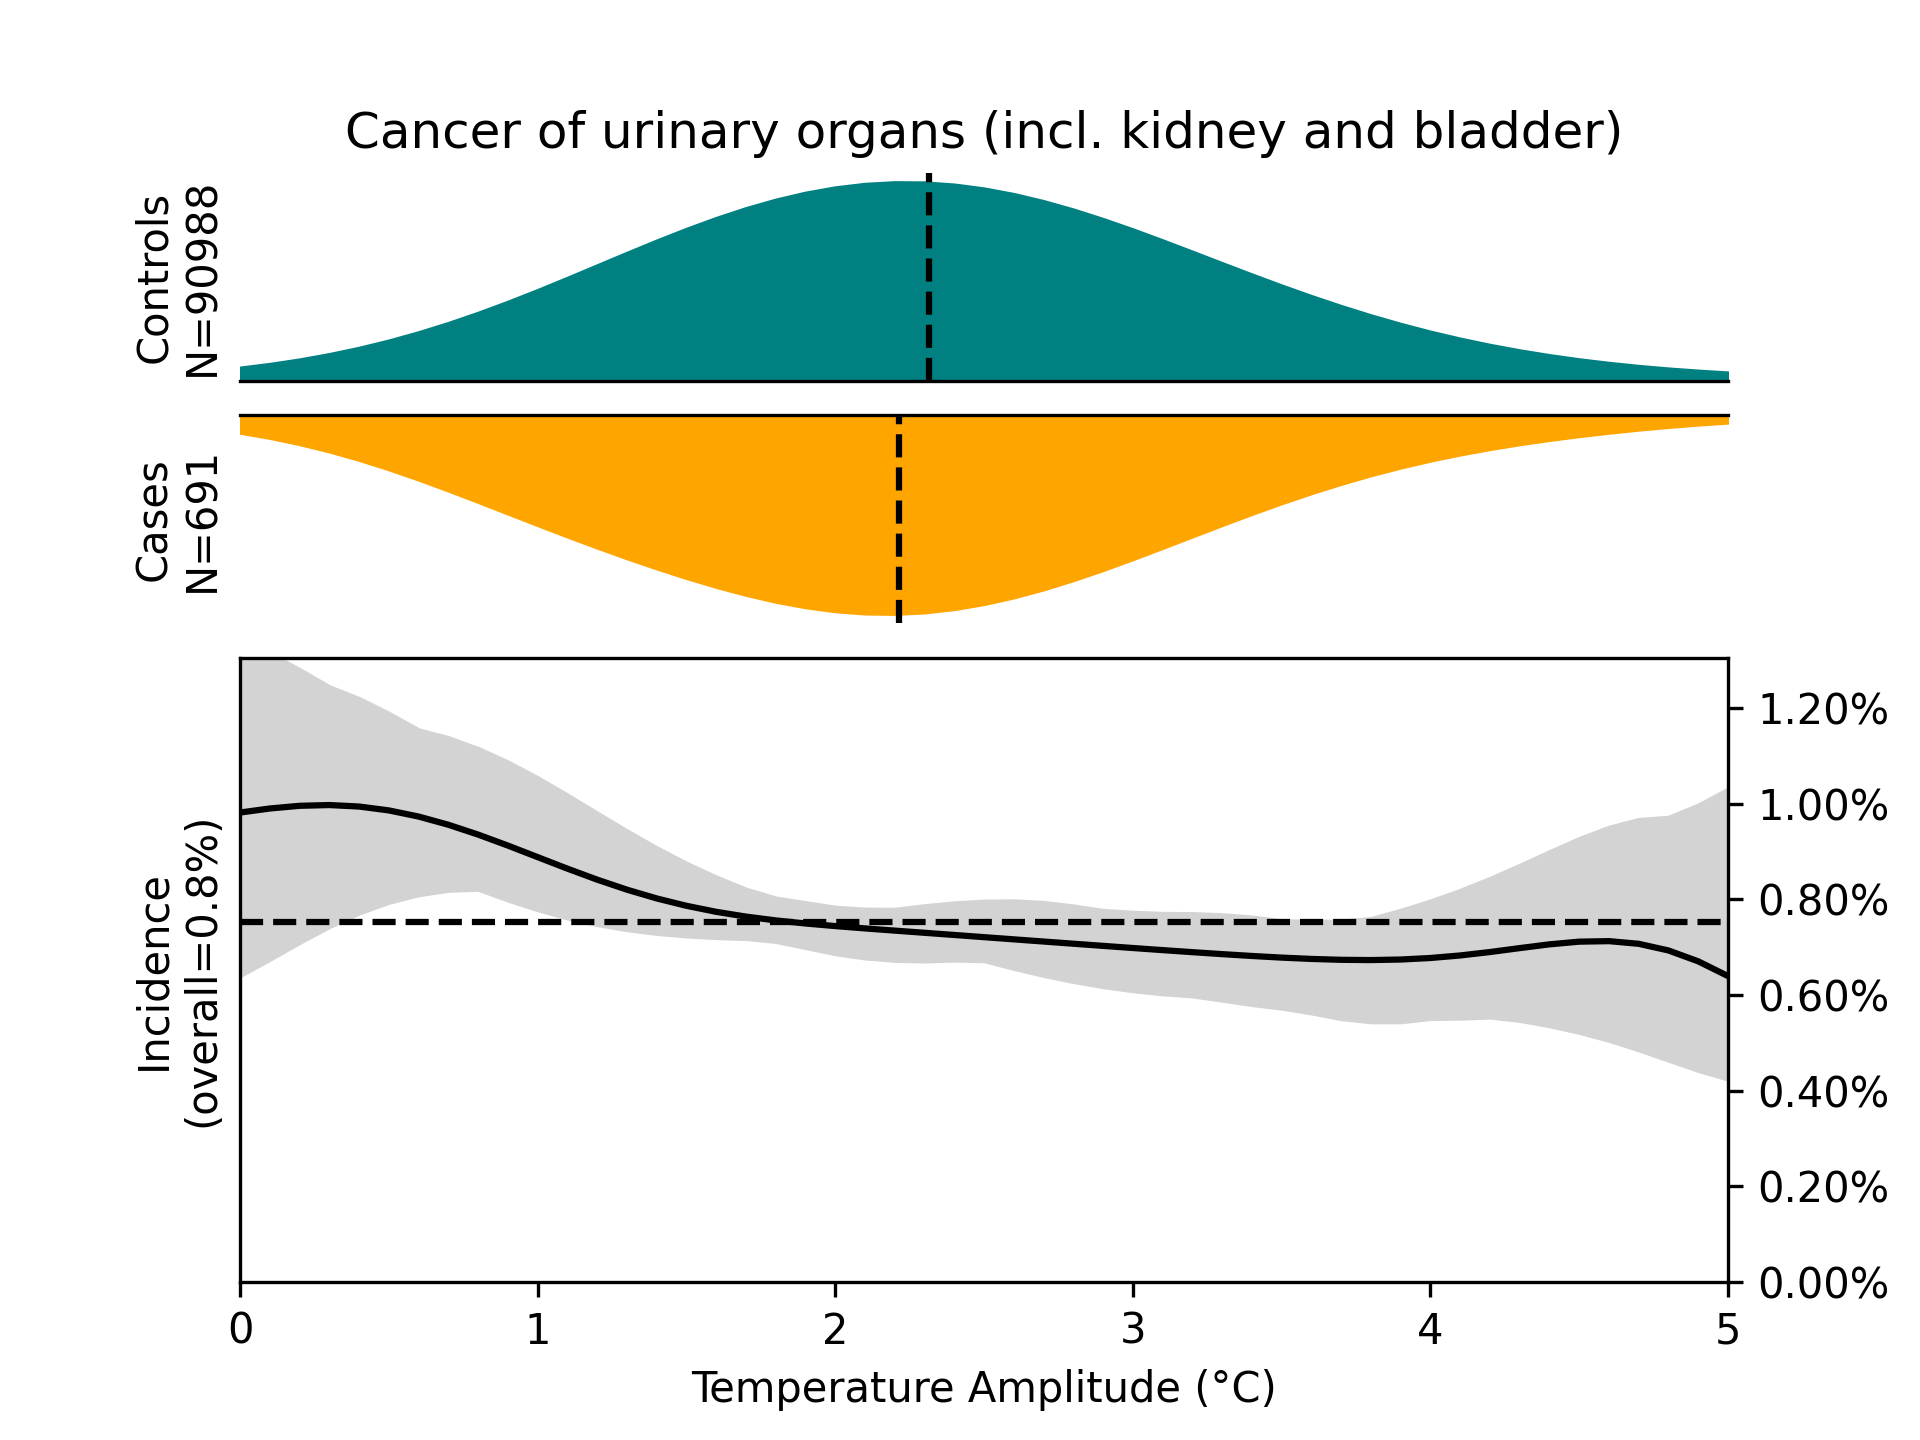 Cancer of urinary organs (incl. kidney and bladder)
Controls
N=90988
Cases
N=691
Incidence
(overall=0.8%)
1.20%
1.00%
0.80%
0.60%
0.40%
0.20%
0.00%
0 1 2 3 4 5
Temperature Amplitude (°C)